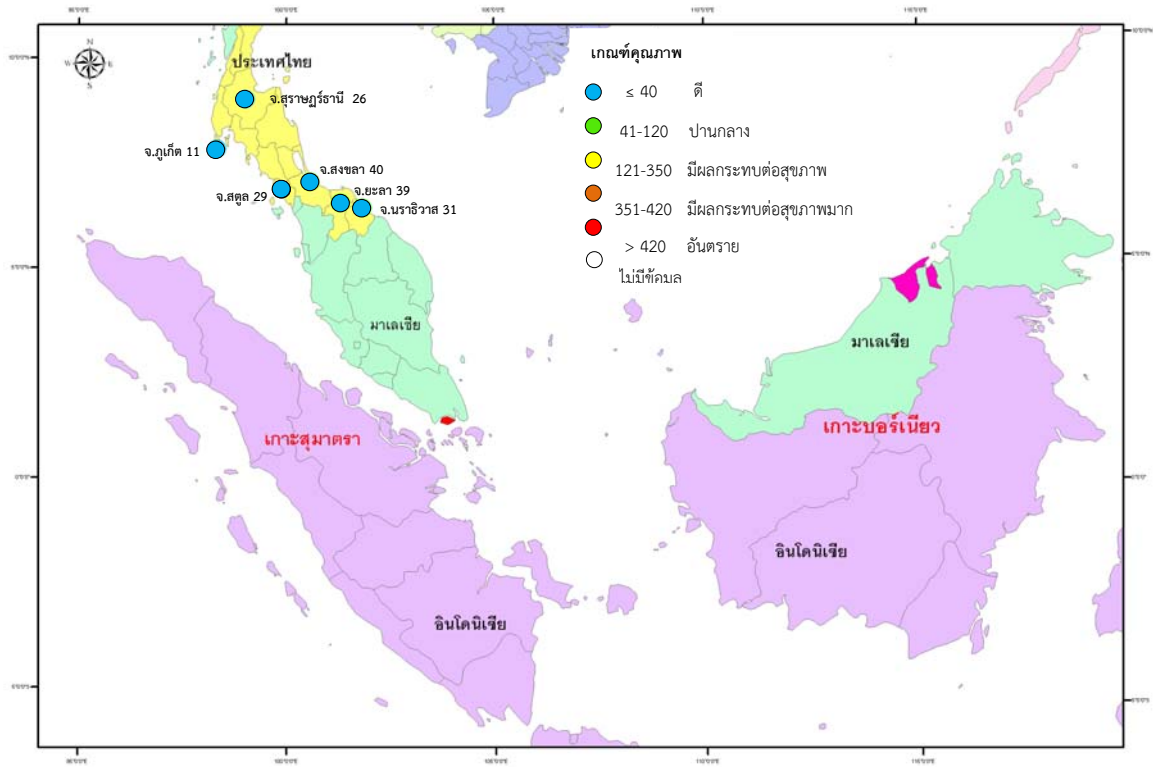 N
W E
S
ประเทศไทย
จ.สุราษฎร์ธานี 26
จ.ภูเก็ต 11
จ.สงขลา 40
จ.สตูล 29
จ.ยะลา 39
จ.นราธิวาส 31
เกณฑ์คุณภาพ
≤ 40 ดี
41-120 ปานกลาง
121-350 มีผลกระทบต่อสุขภาพ
351-420 มีผลกระทบต่อสุขภาพมาก
> 420 อันตราย
ไม่มีข้อมูล
มาเลเซีย
มาเลเซีย
เกาะสุมาตรา
เกาะบอร์เนียว
อินโดนิเซีย
อินโดนิเซีย